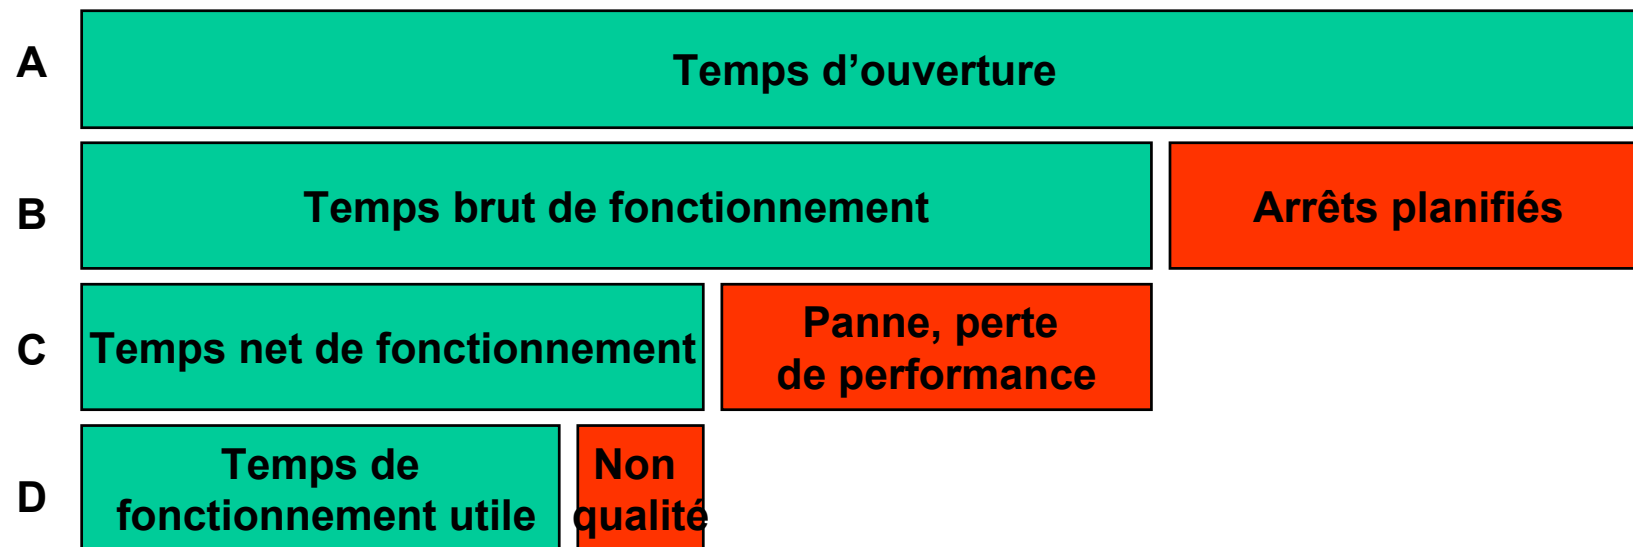 A
Temps d’ouverture
B
Temps brut de fonctionnement
Arrêts planifiés
C
Temps net de fonctionnement
Panne, perte
de performance
D
Temps de
fonctionnement utile
Non
qualité